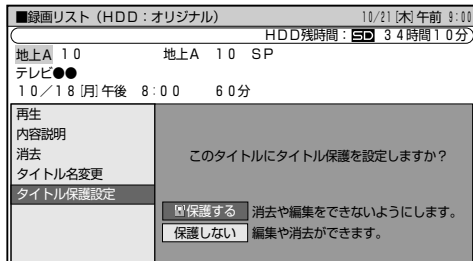 ■録画リスト（HDD：オリジナル） 10/21[木]午前 9:00
HDD残時間：SD 34時間10分
地上A 10 地上A 10 SP
テレビ●●
10／18[月]午後 8:00 60分
再生
内容説明
消去
タイトル名変更
タイトル保護設定
このタイトルにタイトル保護を設定しますか？
保護する 消去や編集をできないようにします。
保護しない 編集や消去ができます。